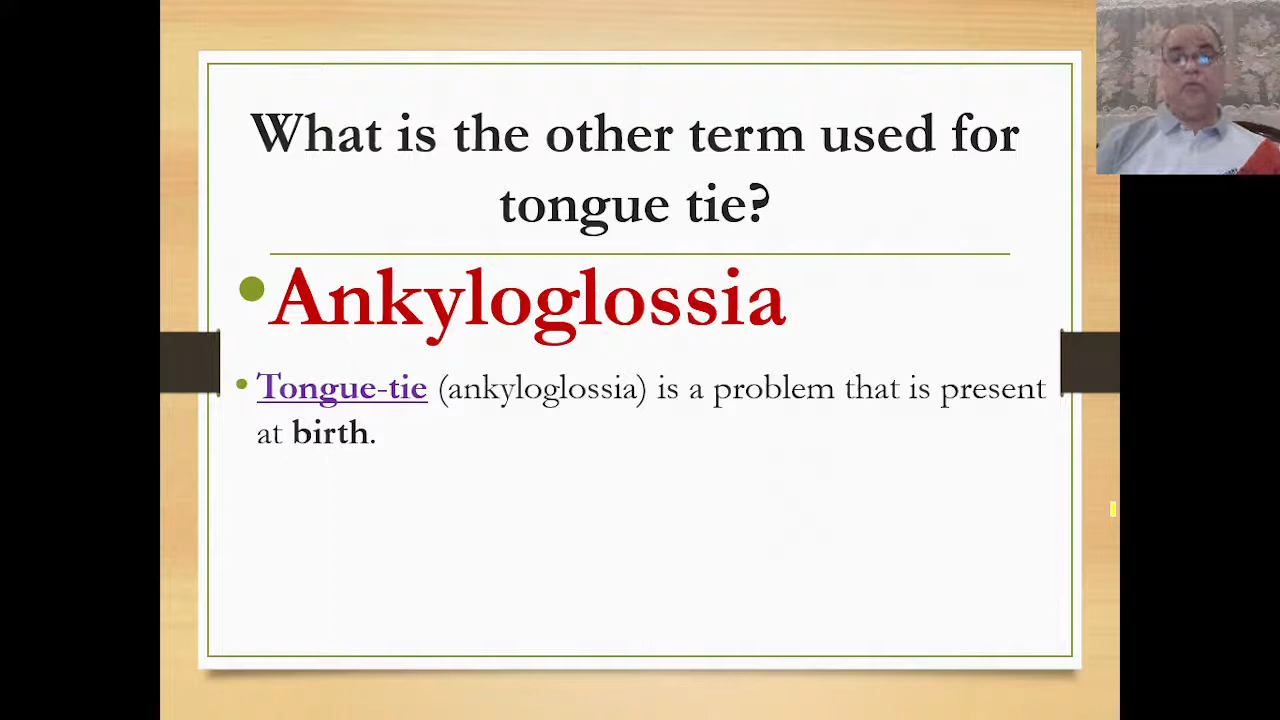 What is the other term used for
tongue tie?
•Ankyloglossia
• Tongue-tie (ankyloglossia) is a problem that is present
at birth.